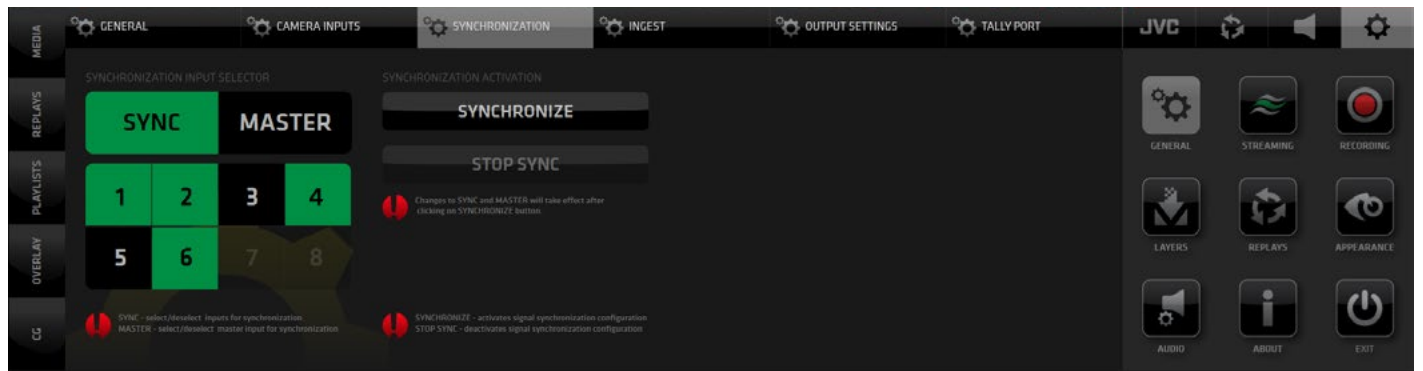 MEDIA
REPLAYS
PLAYLISTS
OVERLAY
CG
GENERAL
CAMERA INPUTS
SYNCHRONIZATION
INGEST
OUTPUT SETTINGS
TALLY PORT
JVC
SYNCHRONIZATION INPUT SELECTOR
SYNC
MASTER
1
2
3
4
5
6
7
8
SYNC - select/deselect inputs for synchronization
MASTER - select/deselect master input for synchronization
SYNCHRONIZATION ACTIVATION
SYNCHRONIZE
STOP SYNC
Changes to SYNC and MASTER will take effect after
clicking on SYNCHRONIZE button
SYNCHRONIZE - activates signal synchronization configuration
STOP SYNC - deactivates signal synchronization configuration
GENERAL
STREAMING
RECORDING
LAYERS
REPLAYS
APPEARANCE
AUDIO
ABOUT
EXIT